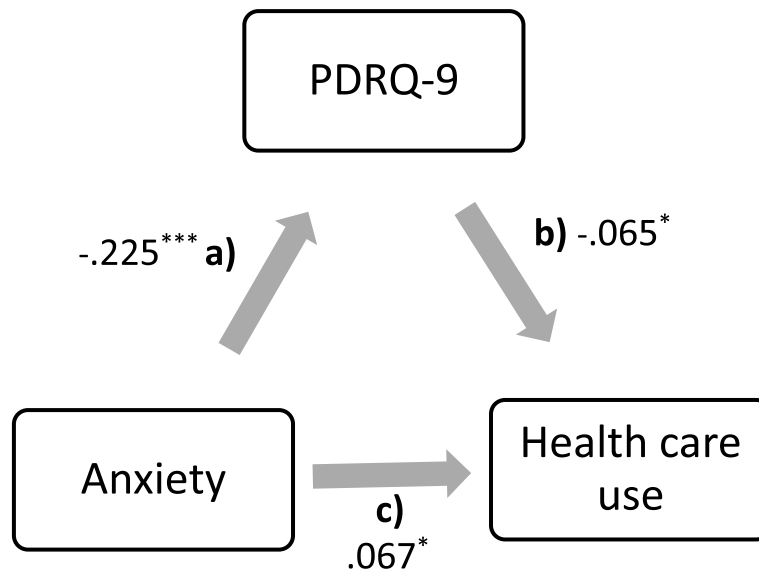 PDRQ-9
-.225*** a)
b) -.065*
Anxiety
Health care
use
c)
.067*